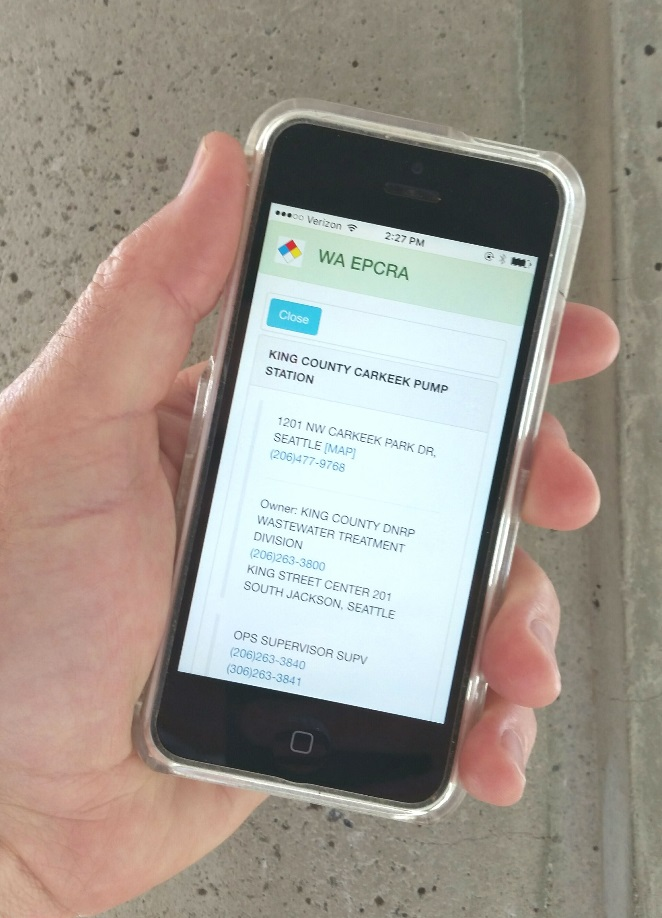 Verizon
2:27 PM
WA EPCRA
Close
KING COUNTY CARKEEK PUMP
STATION
1201 NW CARKEEK PARK DR,
SEATTLE [MAP]
(206)477-9768
Owner: KING COUNTY DNRP
WASTEWATER TREATMENT
DIVISION
(206)263-3800
KING STREET CENTER 201
SOUTH JACKSON, SEATTLE
OPS SUPERVISOR SUPV
(206)263-3840
(306)263-3841